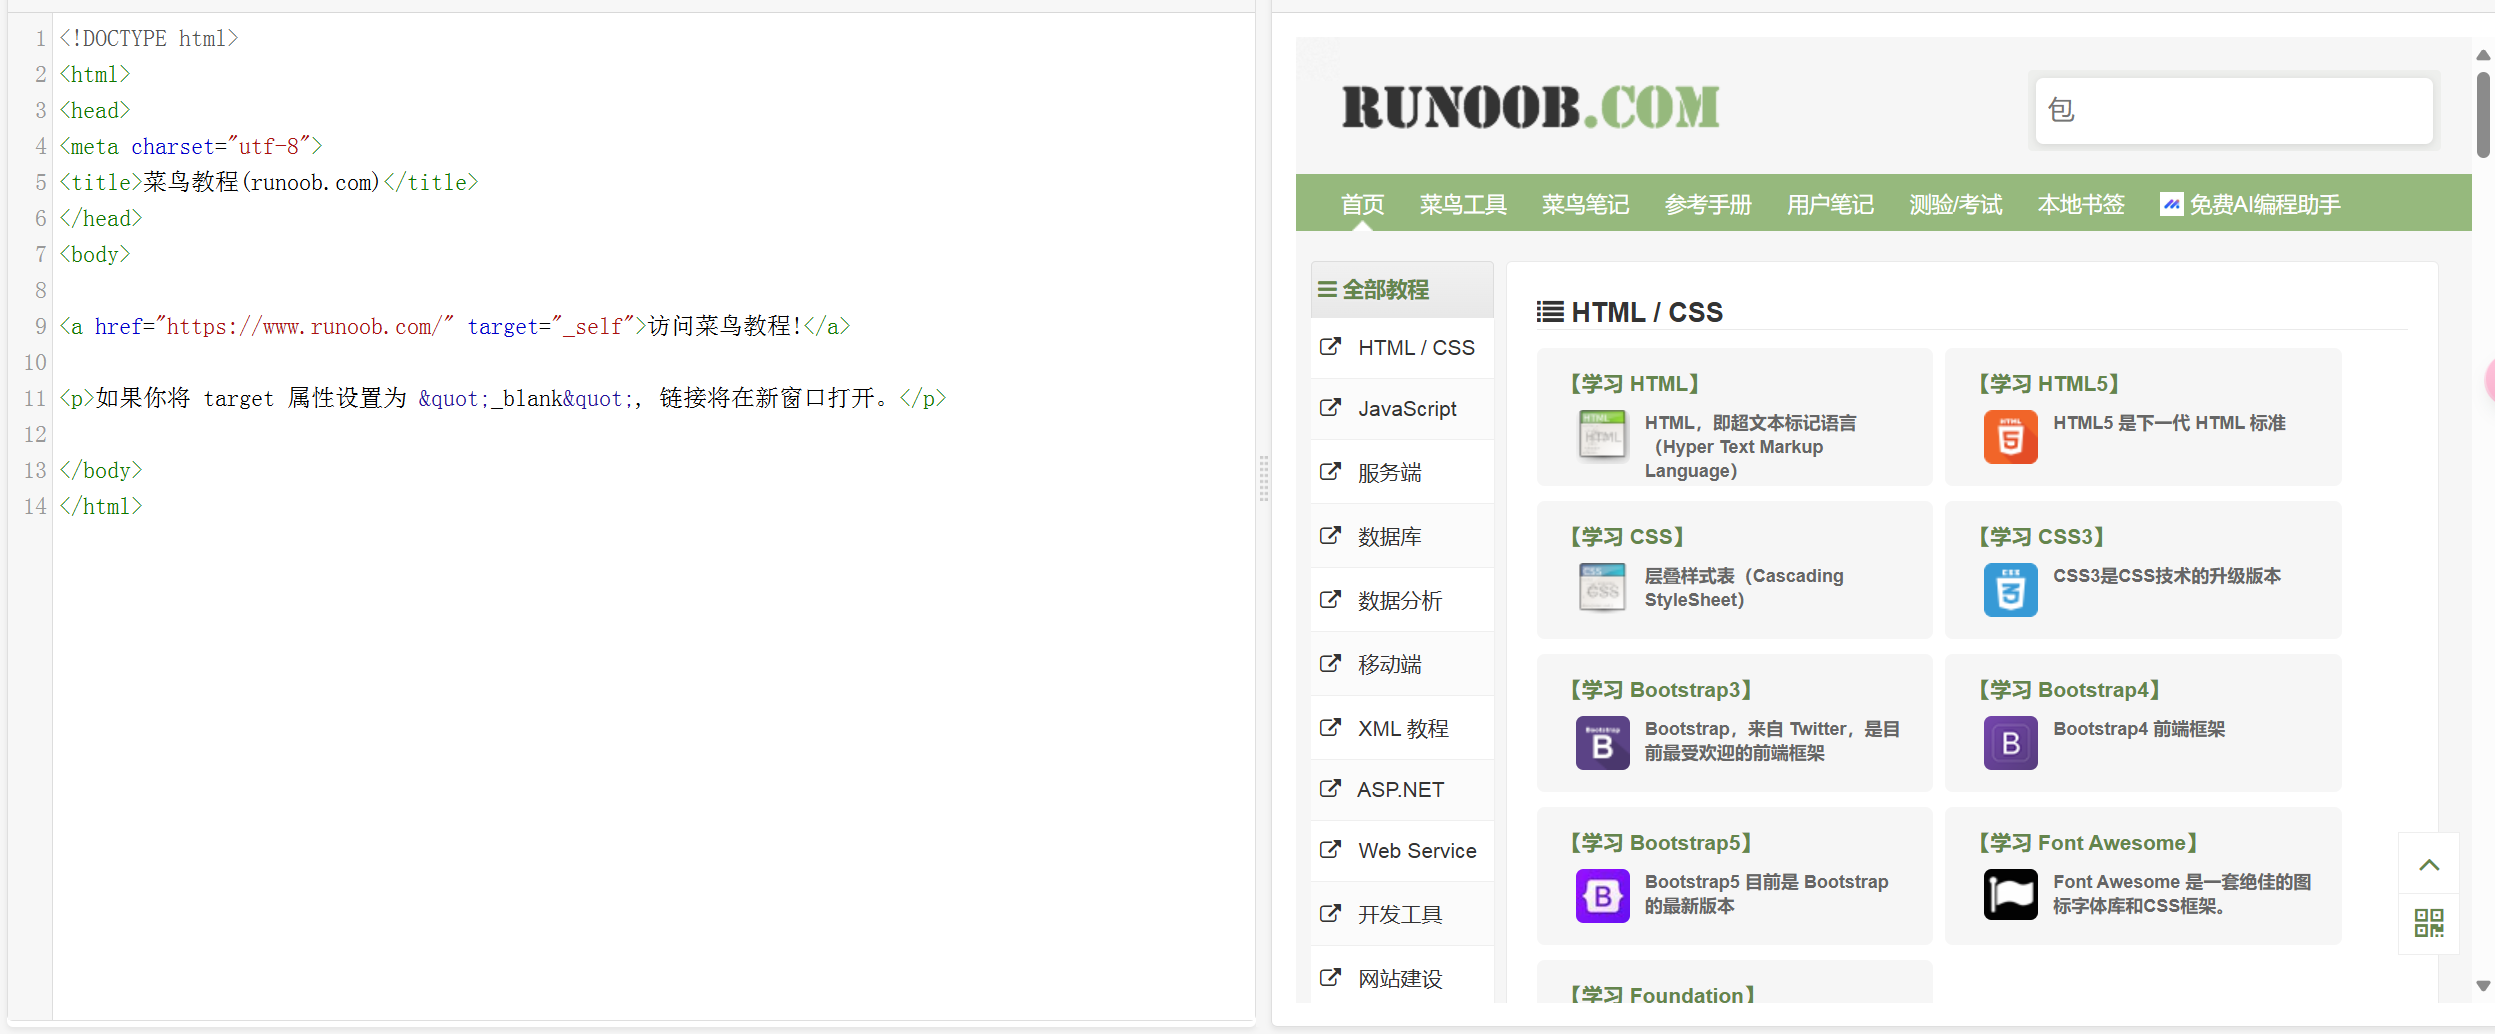 1 <!DOCTYPE html>
2 <html>
3 <head>
4 <meta charset="utf-8">
5 <title>菜鸟教程(runoob.com)</title>
6 </head>
7 <body>
8
9 <a href="https://www.runoob.com/" target="_self">访问菜鸟教程!</a>
10
11 <p>如果你将 target 属性设置为 &quot;_blank&quot;, 链接将在新窗口打开。</p>
12
13 </body>
14 </html>
RUNOOB.COM
包
首页 菜鸟工具 菜鸟笔记 参考手册 用户笔记 测验/考试 本地书签 免费AI编程助手
全部教程
HTML / CSS
JavaScript
服务端
数据库
数据分析
移动端
XML 教程
ASP.NET
Web Service
开发工具
网站建设
HTML / CSS
【学习 HTML】
HTML
HTML
HTML，即超文本标记语言
（Hyper Text Markup
Language）
【学习 HTML5】
HTML
5
HTML5 是下一代 HTML 标准
【学习 CSS】
CSS
CSS
层叠样式表（Cascading
StyleSheet）
【学习 CSS3】
CSS
3
CSS3是CSS技术的升级版本
【学习 Bootstrap3】
Bootstrap
B
Bootstrap，来自 Twitter，是目
前最受欢迎的前端框架
【学习 Bootstrap4】
B
Bootstrap4 前端框架
【学习 Bootstrap5】
B
Bootstrap5 目前是 Bootstrap
的最新版本
【学习 Font Awesome】
Font Awesome 是一套绝佳的图
标字体库和CSS框架。
【学习 Foundation】